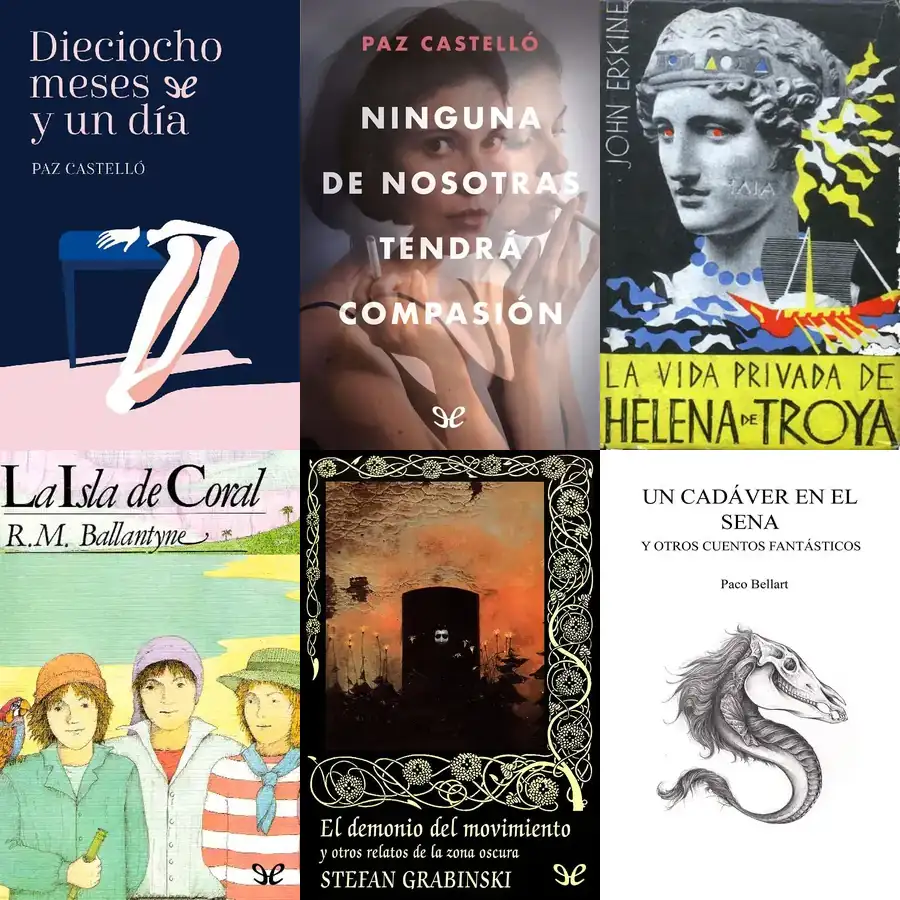 Dieciocho
meses
y un día
PAZ CASTELLÓ
PAZ CASTELLÓ
NINGUNA
DE NOSOTRAS
TENDRÁ
COMPASIÓN
JOHN ERSKINE
LA VIDA PRIVADA DE
HELENA DE TROYA
La Isla de Coral
R.M. Ballantyne
El demonio del movimiento
y otros relatos de la zona oscura
STEFAN GRABINSKI
UN CADÁVER EN EL
SENA
Y OTROS CUENTOS FANTÁSTICOS
Paco Bellart